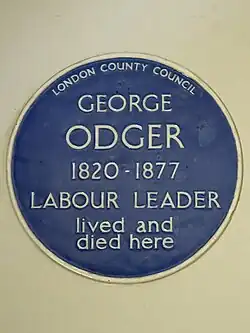 LONDON COUNTY COUNCIL
GEORGE
ODGER
1820-1877
LABOUR LEADER
lived and
died here